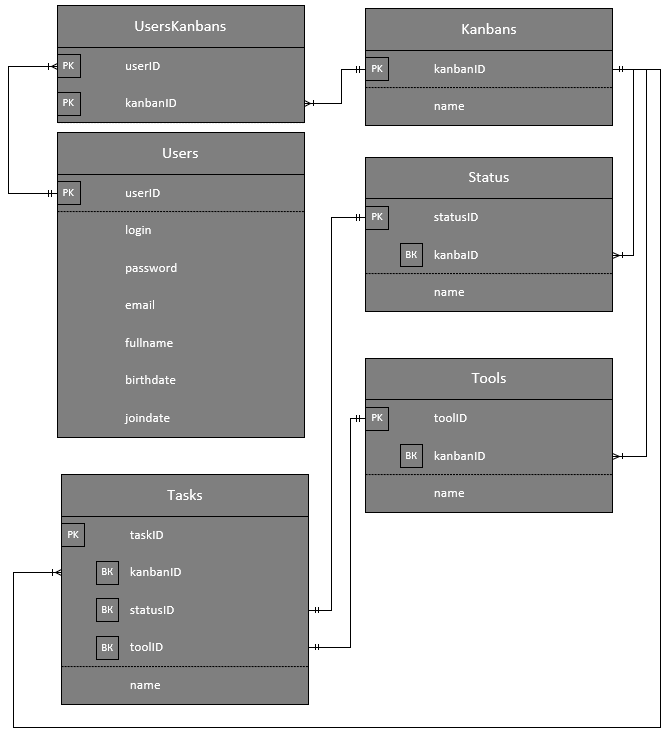 UsersKanbans
PK userID
PK kanbanID
Users
PK userID
login
password
email
fullname
birthdate
joindate
Tasks
PK taskID
BK kanbanID
BK statusID
BK toolID
name
Kanbans
PK kanbanID
name
Status
PK statusID
BK kanbaID
name
Tools
PK toolID
BK kanbanID
name